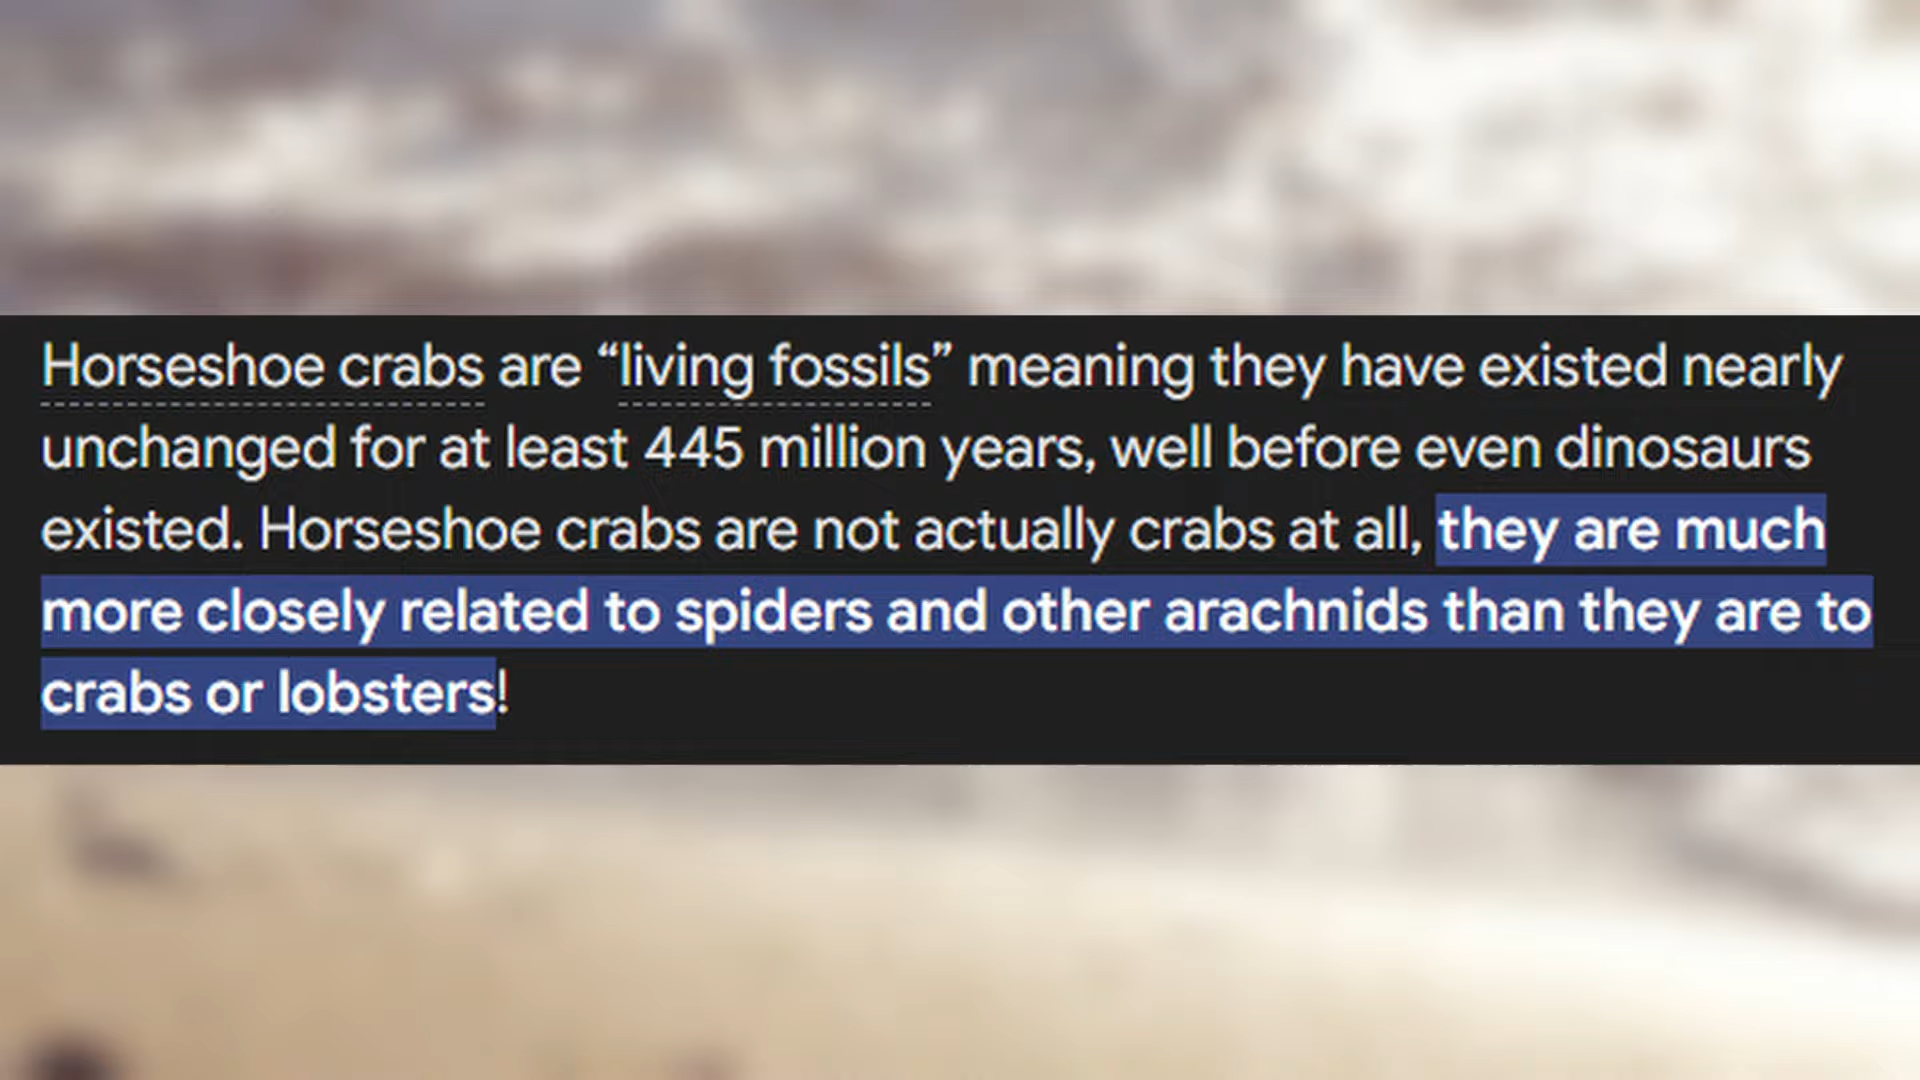 Horseshoe crabs are “living fossils” meaning they have existed nearly
unchanged for at least 445 million years, well before even dinosaurs
existed. Horseshoe crabs are not actually crabs at all, they are much
more closely related to spiders and other arachnids than they are to
crabs or lobsters!